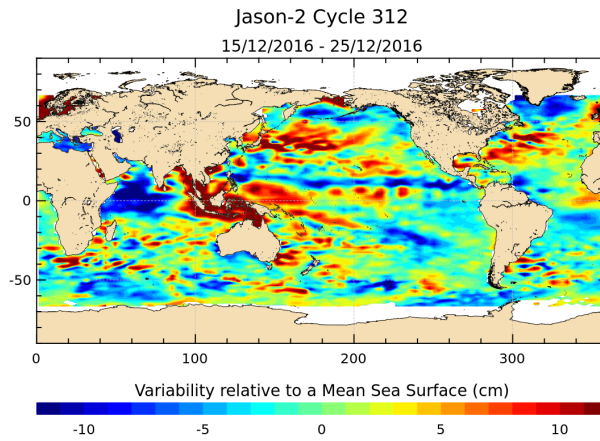 Jason-2 Cycle 312
15/12/2016 - 25/12/2016
50
0
-50
0 100 200 300
Variability relative to a Mean Sea Surface (cm)
-10 -5 0 5 10